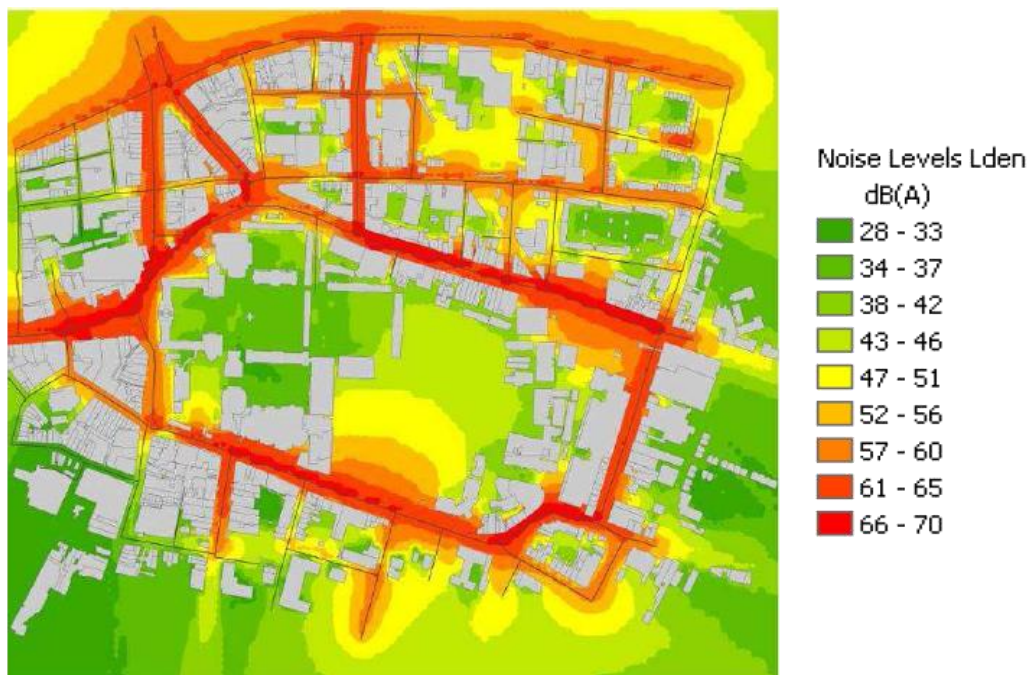 Noise Levels Lden
dB(A)
28 - 33
34 - 37
38 - 42
43 - 46
47 - 51
52 - 56
57 - 60
61 - 65
66 - 70